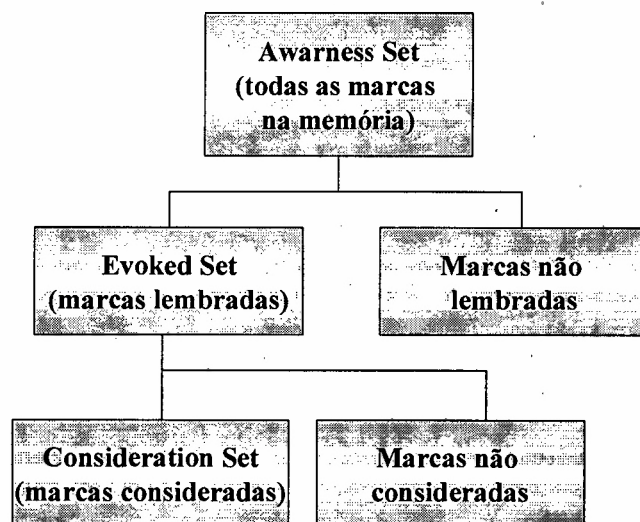 Awarness Set
(todas as marcas
na memória)
Evoked Set
(marcas lembradas)
Marcas não
lembradas
Consideration Set
(marcas consideradas)
Marcas não
consideradas